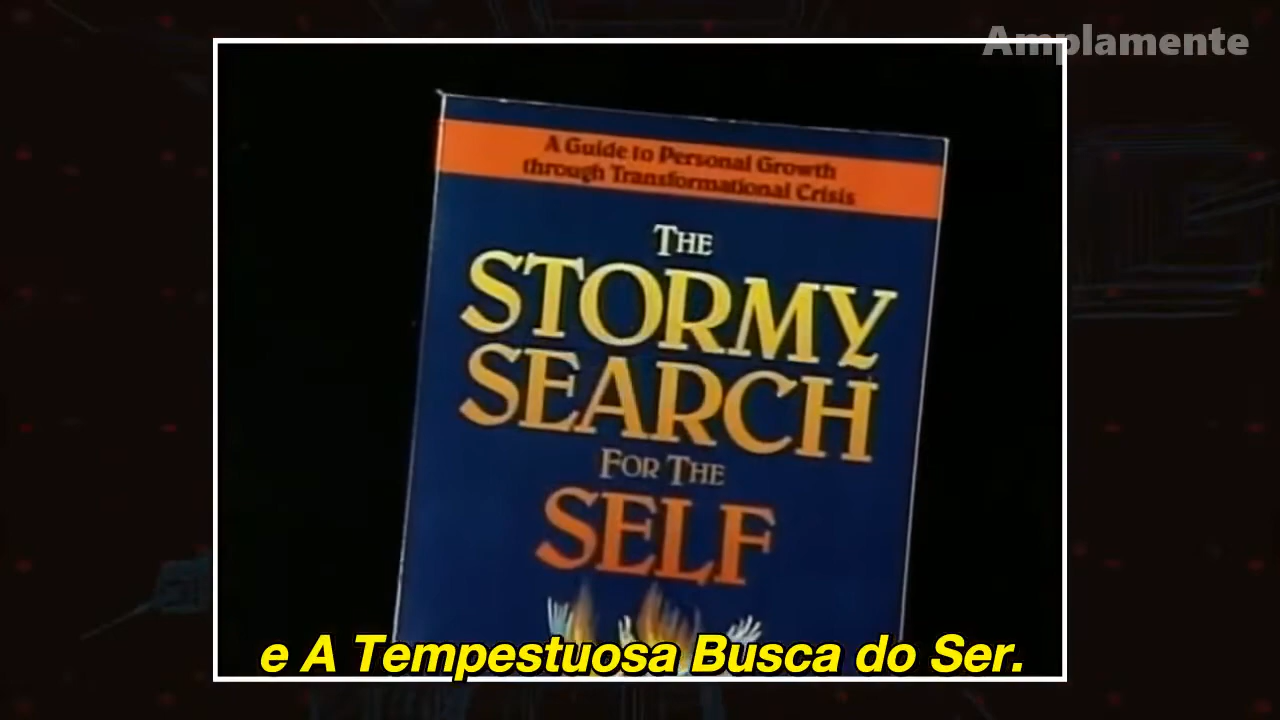 Amplamente
A Guide to Personal Growth
through Transformational Crisis
THE
STORMY
SEARCH
FOR THE
SELF
e A Tempestuosa Busca do Ser.